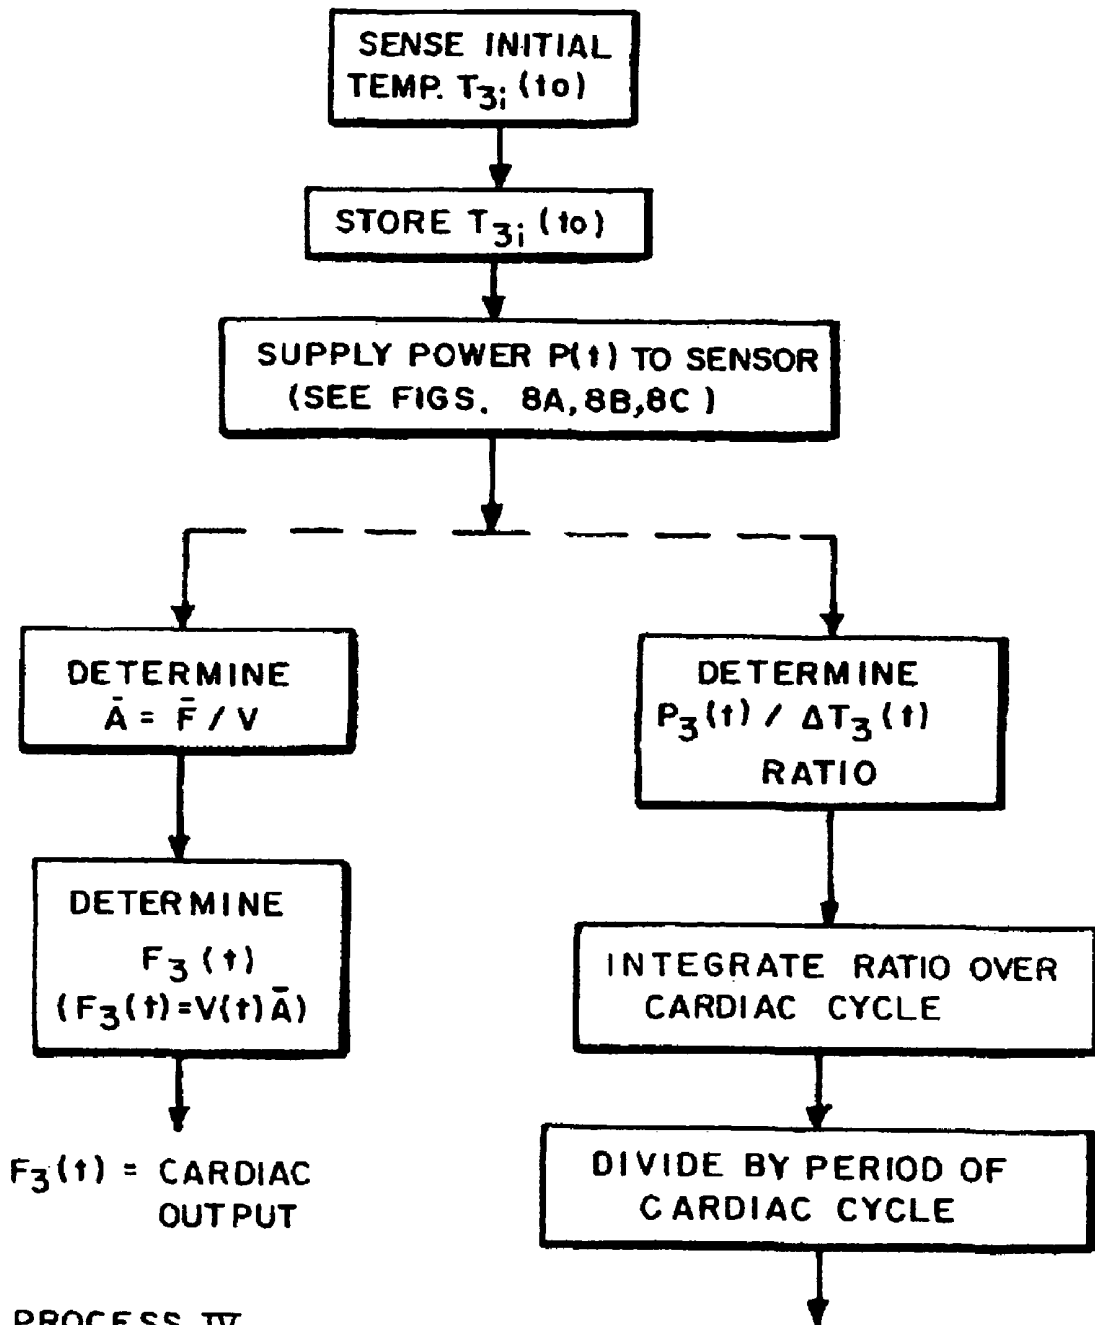 SENSE INITIAL
TEMP. T3i (to)
STORE T3i (to)
SUPPLY POWER P(t) TO SENSOR
(SEE FIGS. 8A, 8B, 8C )
DETERMINE
Ā = F̄ / V
DETERMINE
F3 (t)
(F3(t)=V(t)Ā)
F3(t) = CARDIAC
OUTPUT
PROCESS IV
DETERMINE
P3(t) / ΔT3(t)
RATIO
INTEGRATE RATIO OVER
CARDIAC CYCLE
DIVIDE BY PERIOD OF
CARDIAC CYCLE